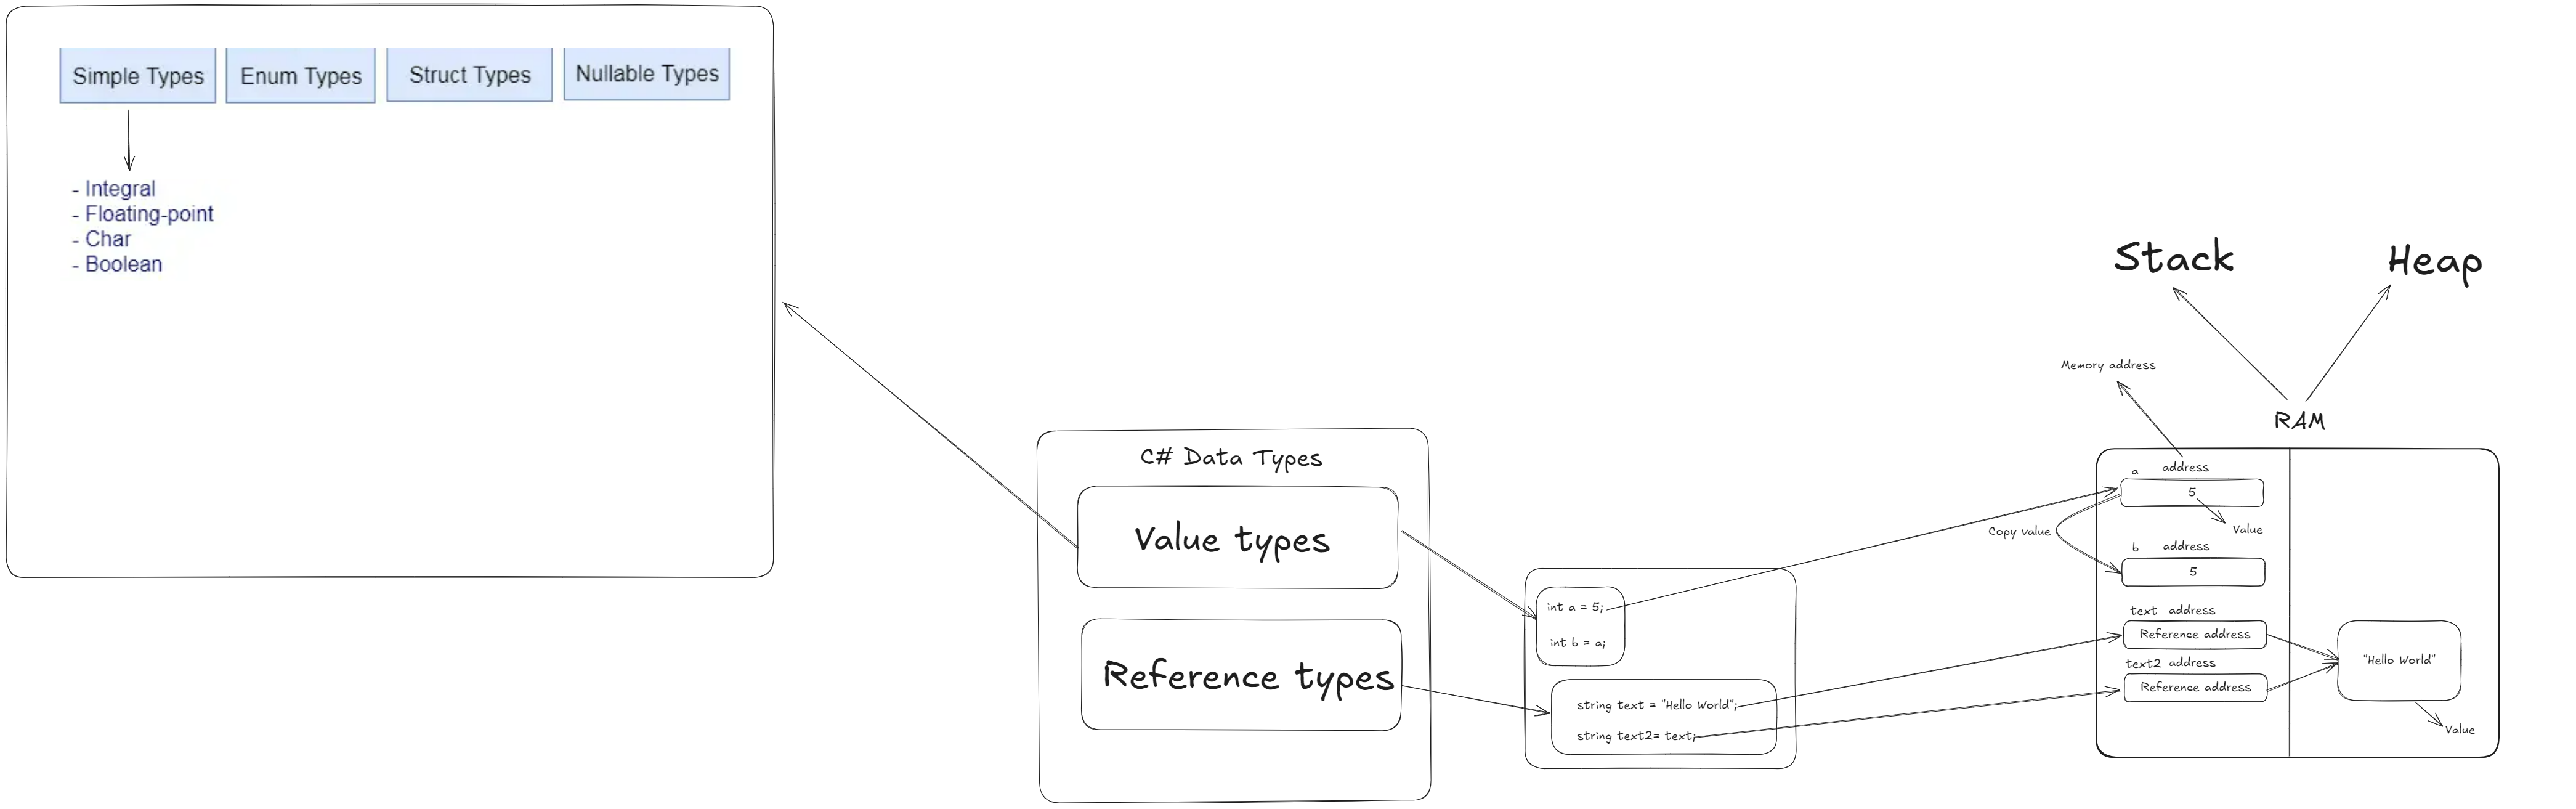 Simple Types
Enum Types
Struct Types
Nullable Types
- Integral
- Floating-point
- Char
- Boolean
C# Data Types
Value types
Reference types
int a = 5;
int b = a;
string text = "Hello World";
string text2= text;
Stack
Heap
Memory address
RAM
a address
5
Copy value
Value
b address
5
text address
Reference address
text2 address
Reference address
"Hello World"
Value